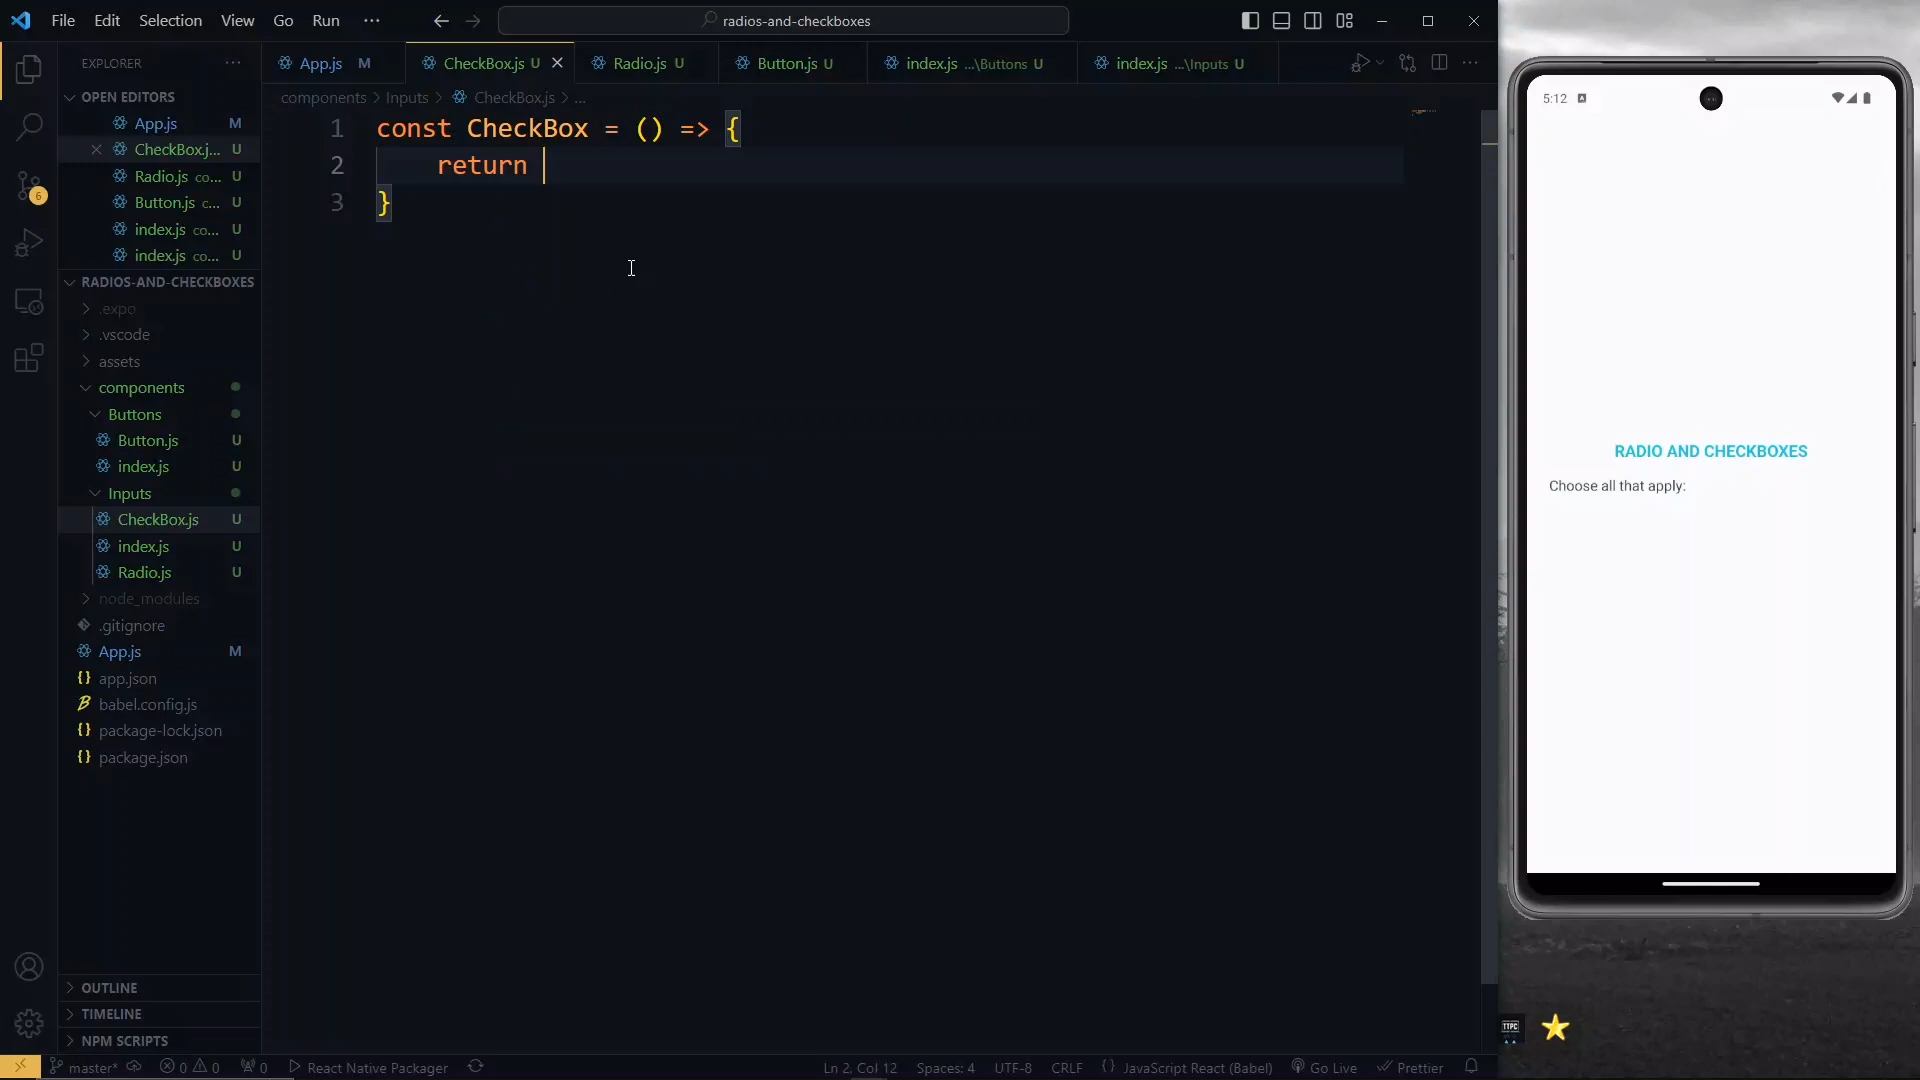 File Edit Selection View Go Run ···
radios-and-checkboxes
EXPLORER ···
App.js M
CheckBox.js U
Radio.js U
Button.js U
index.js ...\Buttons U
index.js ...\Inputs U
components > Inputs > CheckBox.js > ...
OPEN EDITORS
App.js M
CheckBox.j... U
Radio.js co... U
Button.js c... U
index.js co... U
index.js co... U
RADIOS-AND-CHECKBOXES
.expo
.vscode
assets
components
Buttons
Button.js U
index.js U
Inputs
CheckBox.js U
index.js U
Radio.js U
node_modules
.gitignore
App.js M
app.json
babel.config.js
package-lock.json
package.json
OUTLINE
TIMELINE
NPM SCRIPTS
6
1 const CheckBox = () => {
2 return
3 }
5:12
RADIO AND CHECKBOXES
Choose all that apply:
TTPC
master* 0 0 0 React Native Packager
Ln 2, Col 12 Spaces: 4 UTF-8 CRLF {} JavaScript React (Babel) Go Live Prettier